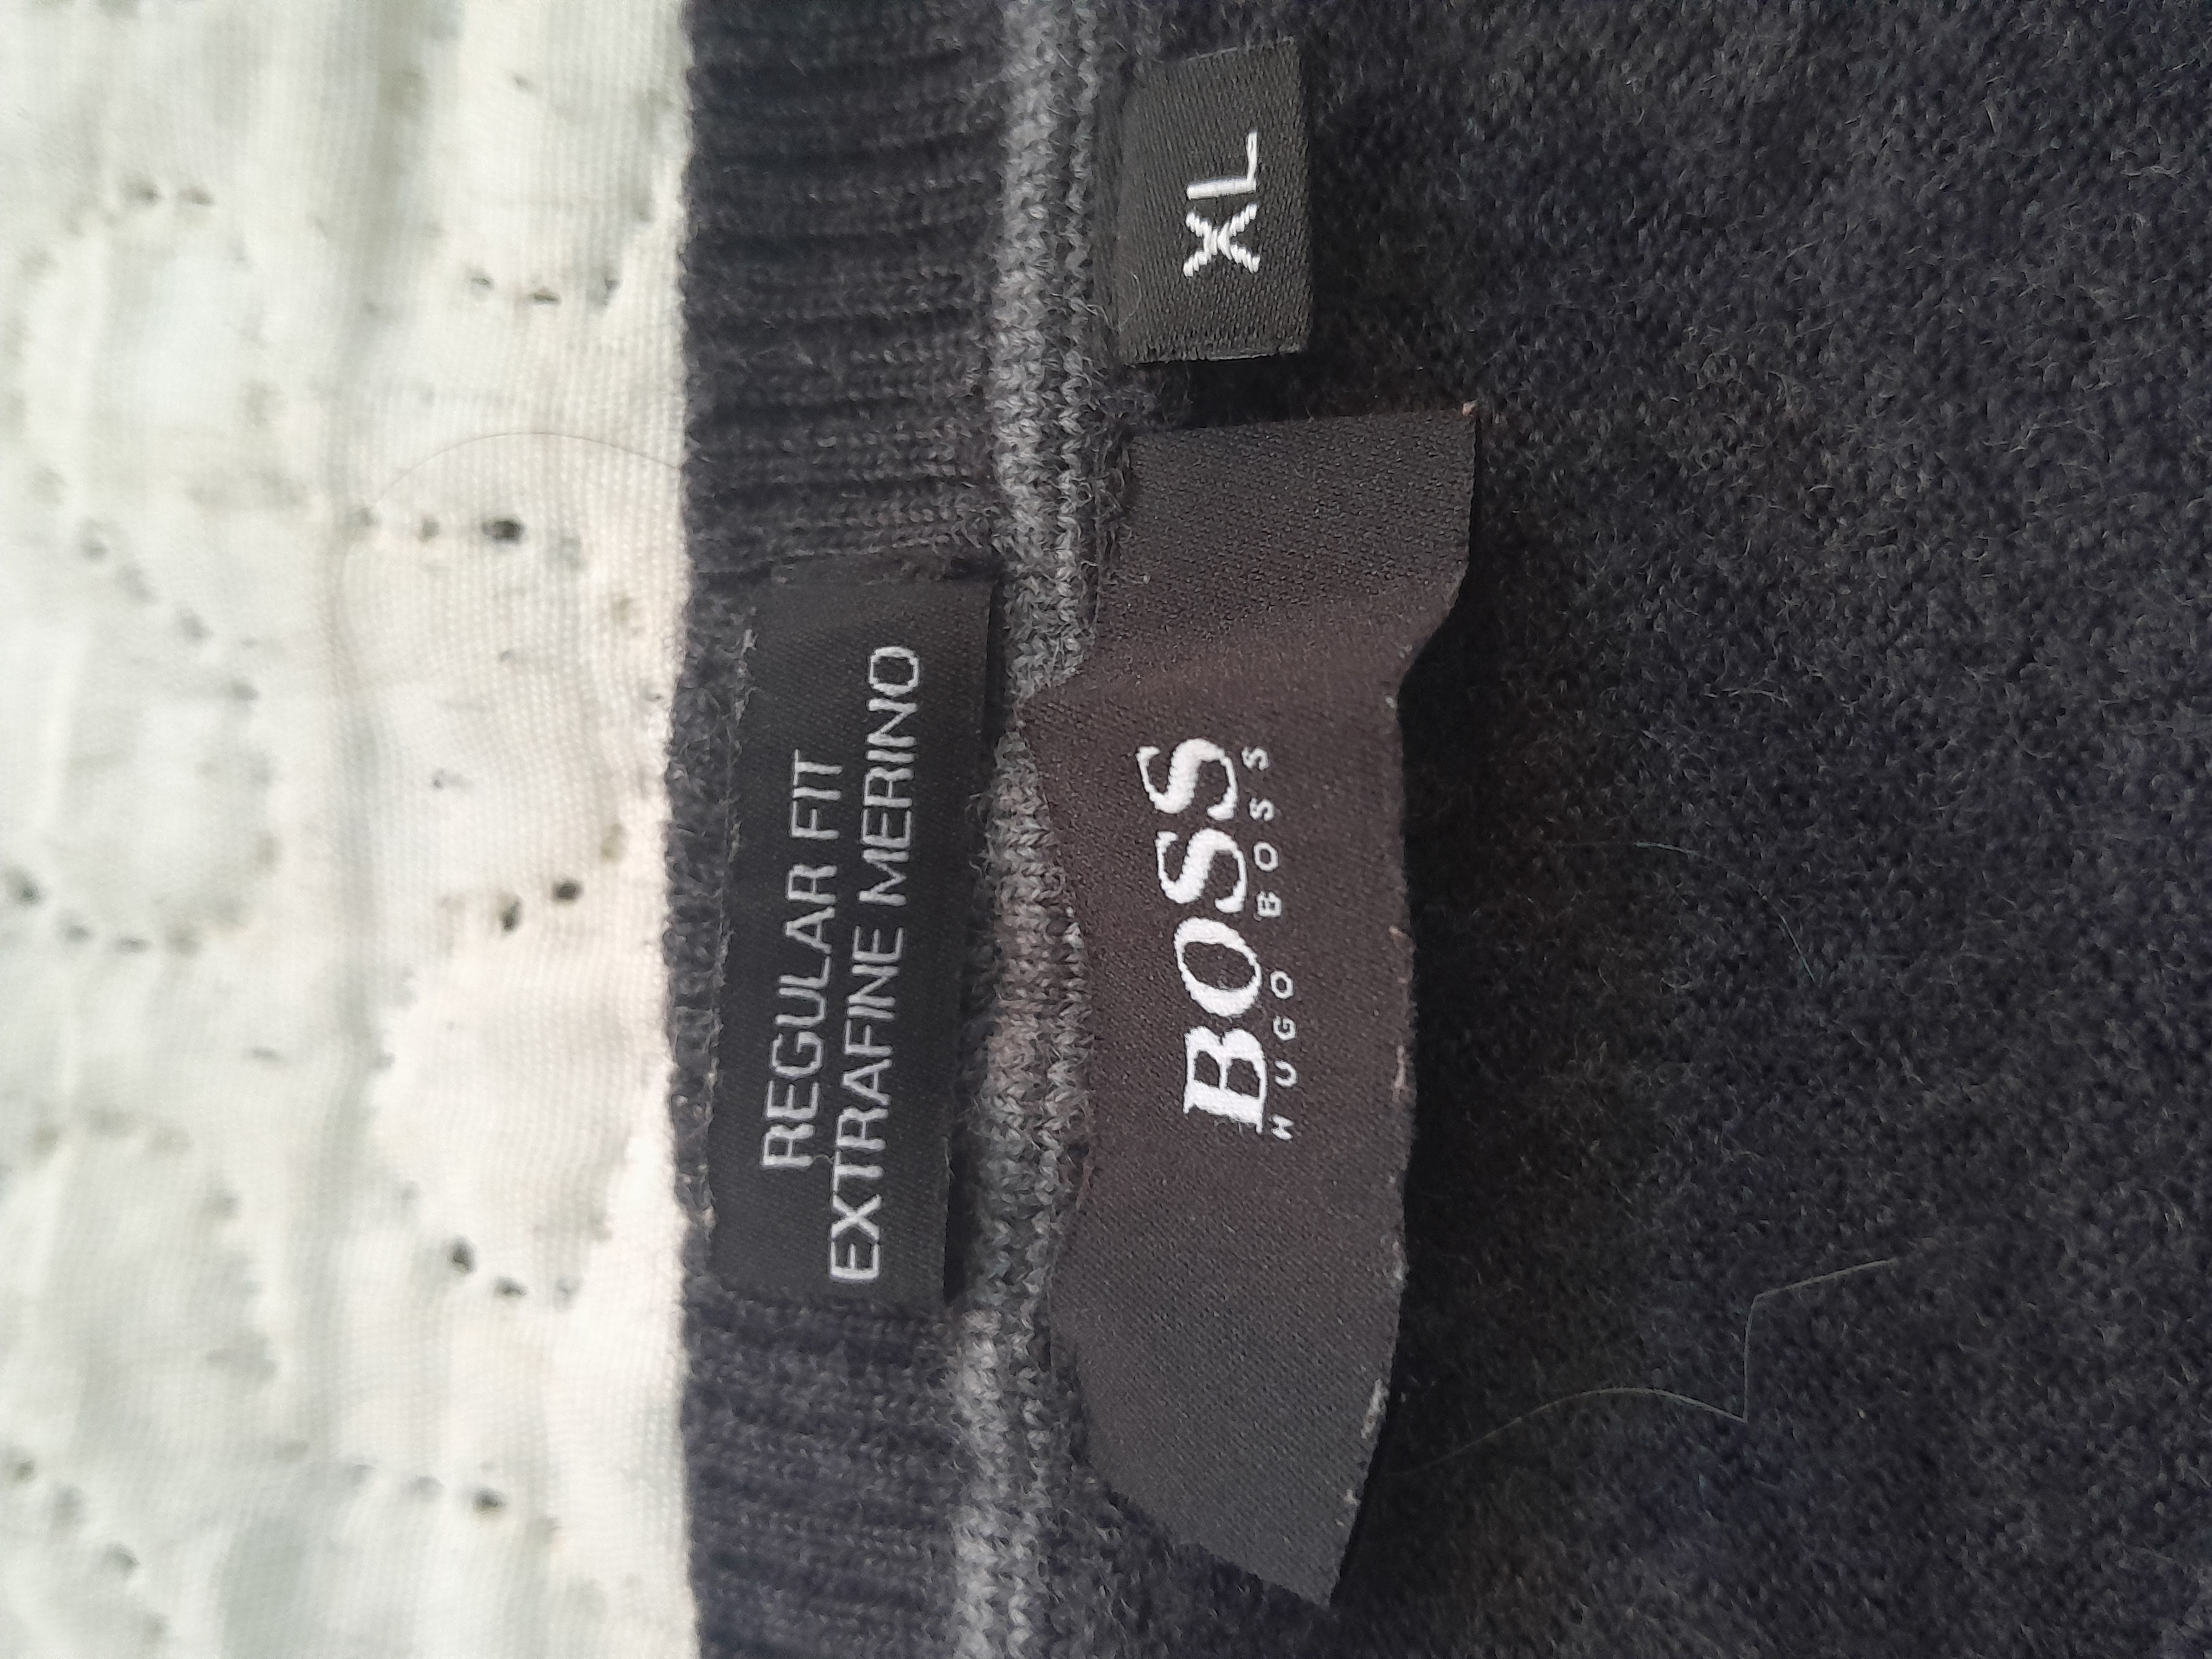 REGULAR FIT
EXTRAFINE MERINO
BOSS
HUGO BOSS
XL